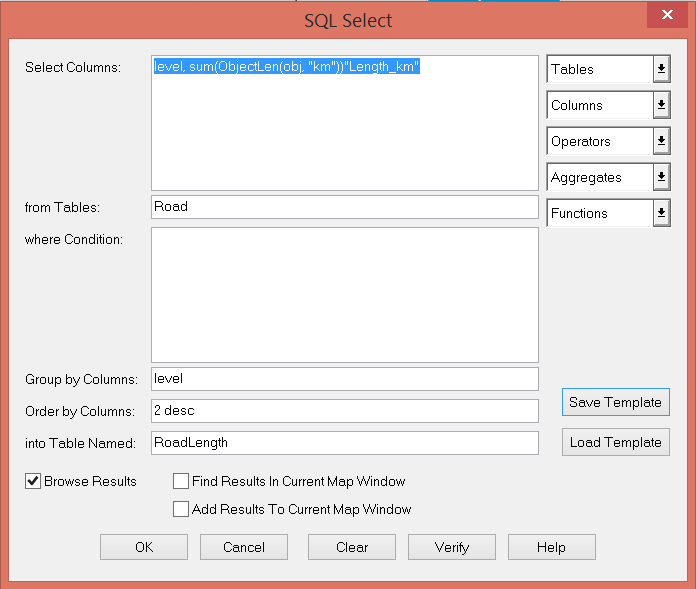 SQL Select
Select Columns:
level, sum(ObjectLen(obj, "km"))"Length_km"
Tables
Columns
Operators
Aggregates
Functions
from Tables:
Road
where Condition:
Group by Columns:
level
Order by Columns:
2 desc
into Table Named:
RoadLength
Save Template
Load Template
Browse Results
Find Results In Current Map Window
Add Results To Current Map Window
OK
Cancel
Clear
Verify
Help